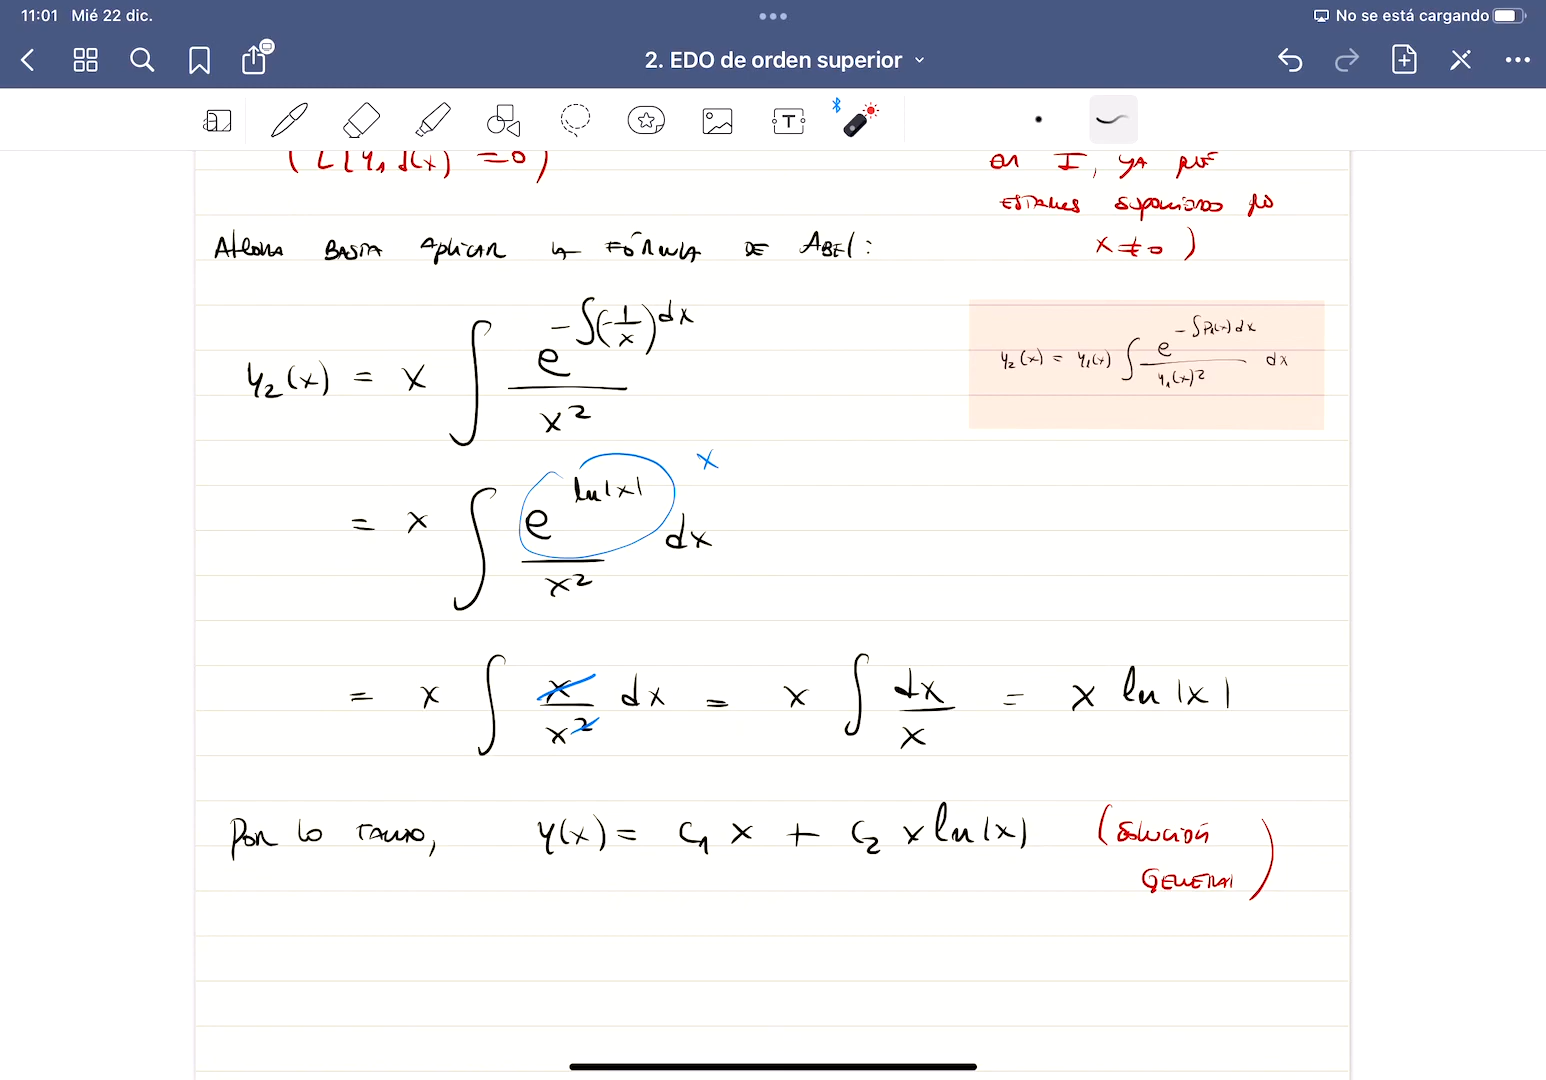 11:01 Mié 22 dic.
No se está cargando
2. EDO de orden superior
T
(L[y₁](x) = 0)
en I, ya que
estamos suponiendo
x ≠ 0 )
Ahora basta aplicar la fórmula de Abel:
y₂(x) = x ∫ e^{-∫(-1/x)dx} / x²
y₂(x) = y₁(x) ∫ e^{-∫P₁(x)dx} / y₁(x)² dx
x
= x ∫ e^{ln|x|} / x² dx
= x ∫ x/x² dx = x ∫ dx/x = x ln|x|
Por lo tanto, y(x) = C₁ x + C₂ x ln|x) (solución
general)